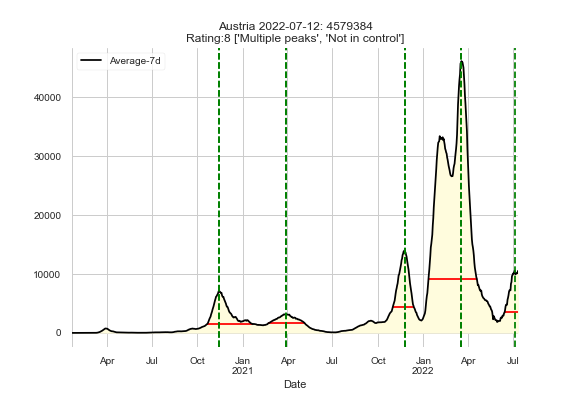 Austria 2022-07-12: 4579384
Rating:8 ['Multiple peaks', 'Not in control']
Average-7d
40000
30000
20000
10000
0
Apr Jul Oct Jan Apr Jul Oct Jan Apr Jul
2021 2022
Date